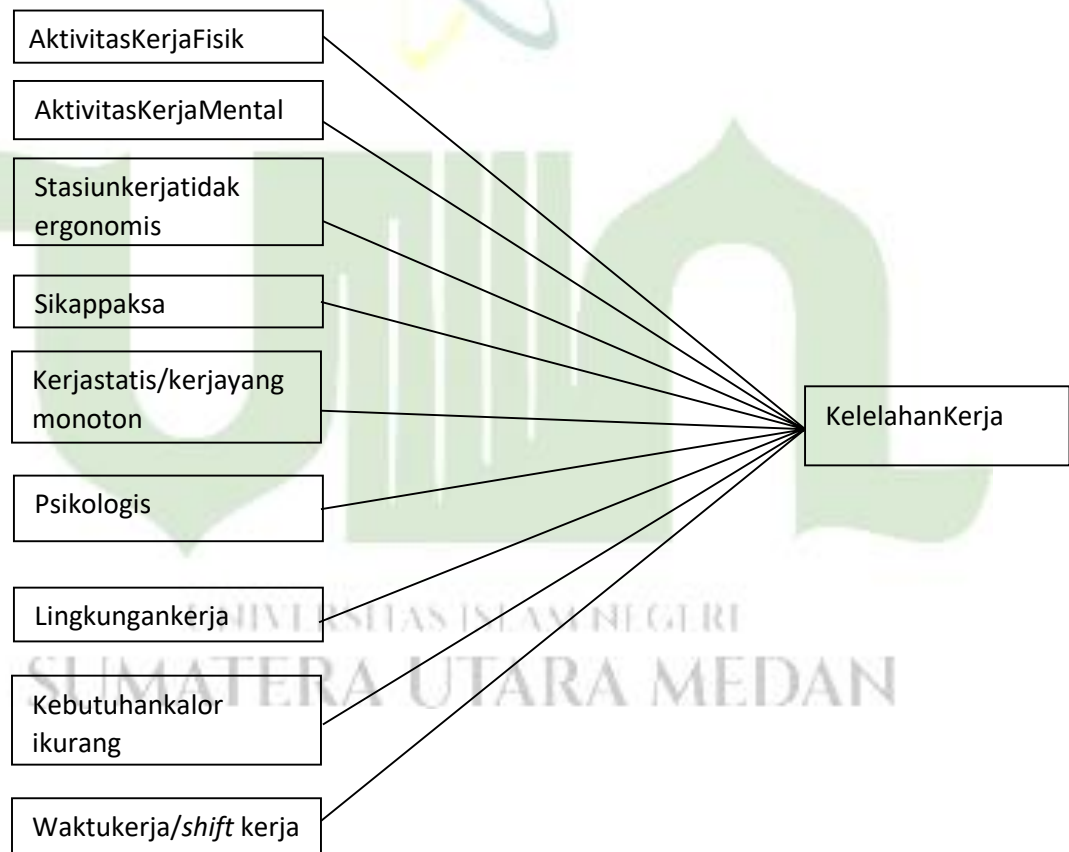 AktivitasKerjaFisik
AktivitasKerjaMental
Stasiunkerjatidak
ergonomis
Sikappaksa
Kerjastatis/kerjayang
monoton
KelelahanKerja
Psikologis
Lingkungankerja
UNIVERSITAS ISLAM NEGERI
SUMATERA UTARA MEDAN
Kebutuhankalor
ikurang
Waktukerja/shift kerja